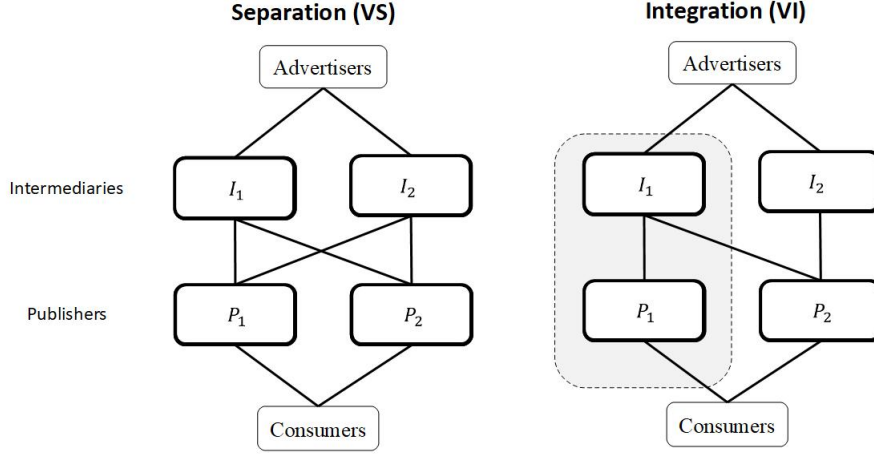 Separation (VS)
Integration (VI)
Advertisers
Advertisers
Intermediaries
I₁
I₂
I₁
I₂
Publishers
P₁
P₂
P₁
P₂
Consumers
Consumers